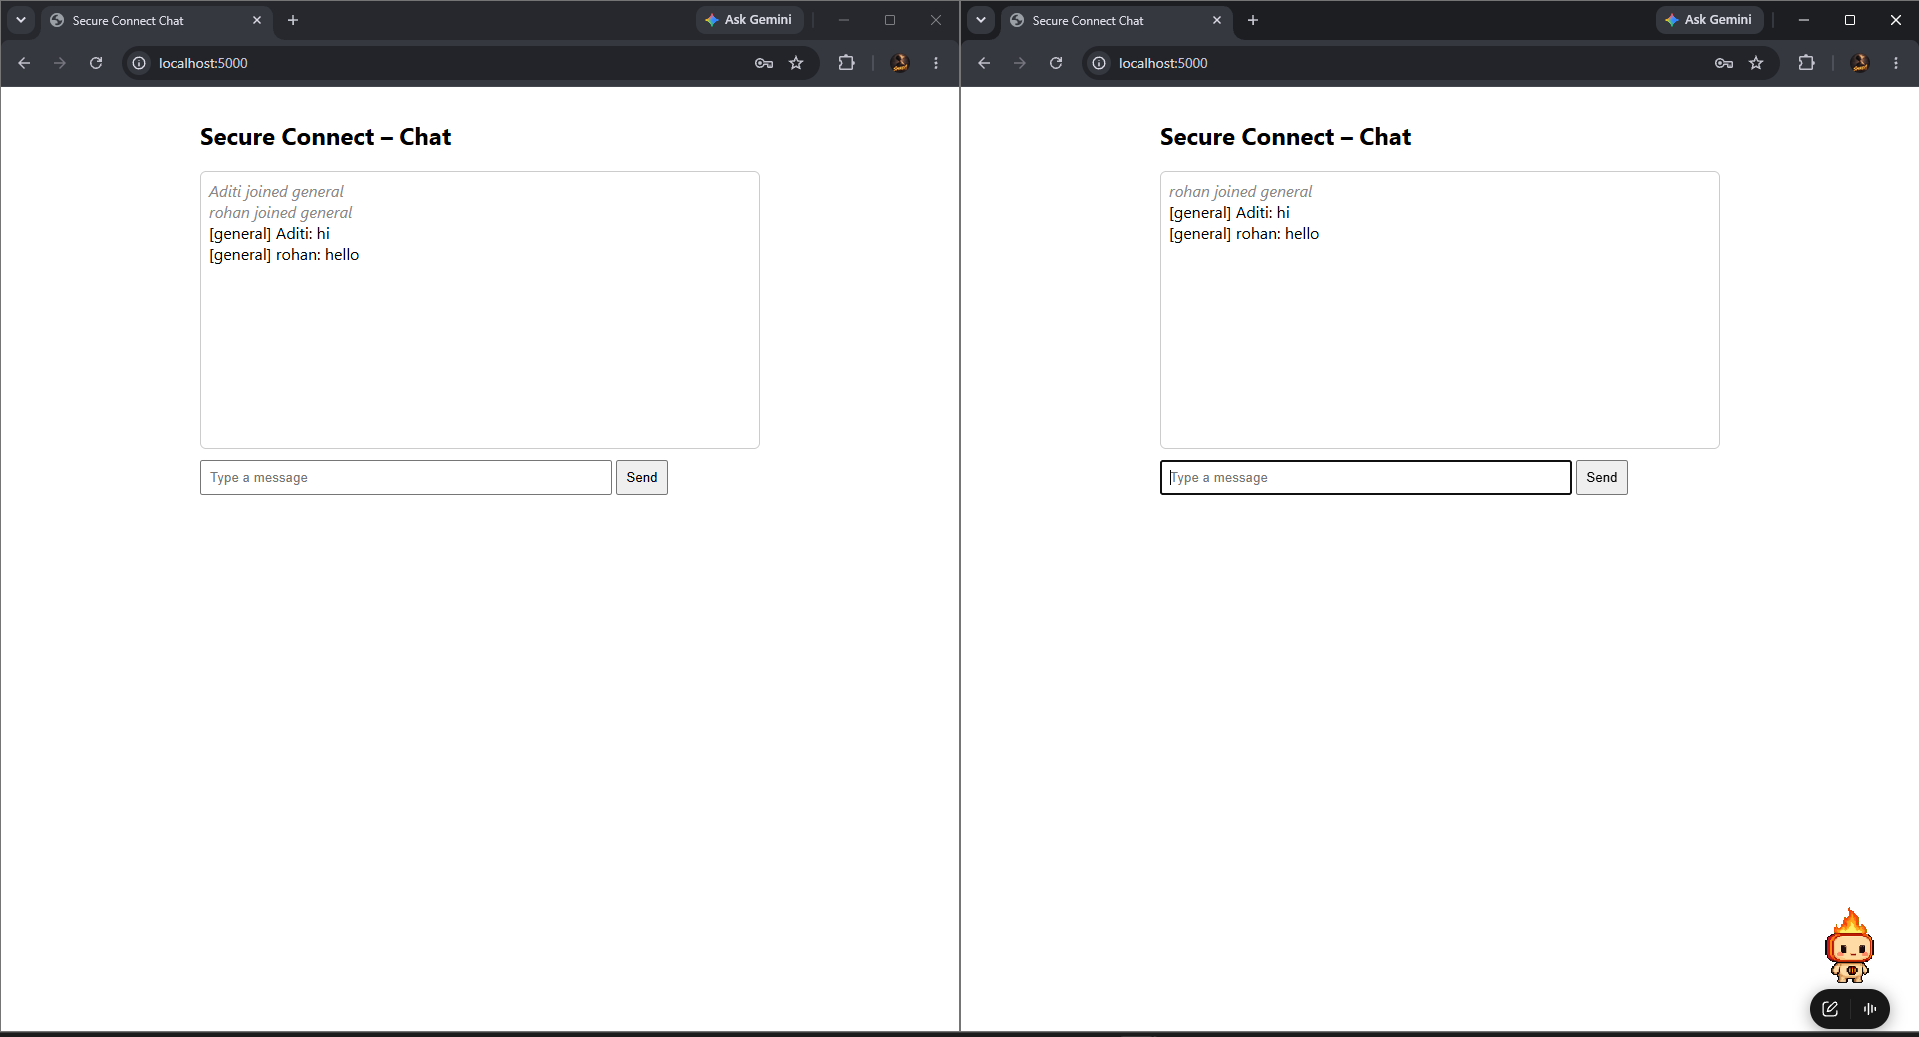 Secure Connect Chat
Ask Gemini
localhost:5000
Secure Connect – Chat
Aditi joined general
rohan joined general
[general] Aditi: hi
[general] rohan: hello
Type a message
Send
Secure Connect Chat
Ask Gemini
localhost:5000
Secure Connect – Chat
rohan joined general
[general] Aditi: hi
[general] rohan: hello
Type a message
Send